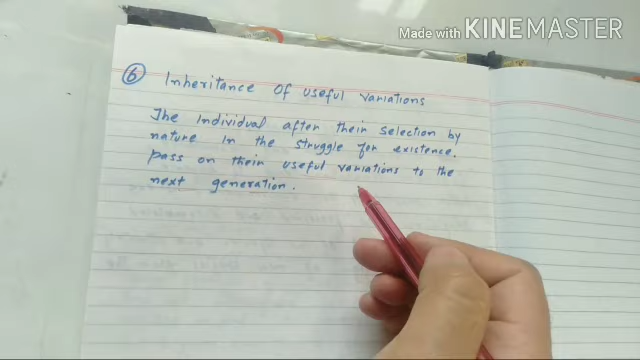 Made with KINEMASTER
6 Inheritance Of useful variations
The individual after their selection by
nature in the struggle for existence.
pass on their useful variations to the
next generation.